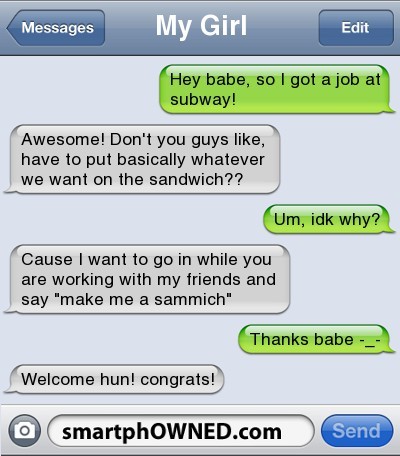 Messages
My Girl
Edit
Hey babe, so I got a job at
subway!
Awesome! Don't you guys like,
have to put basically whatever
we want on the sandwich??
Um, idk why?
Cause I want to go in while you
are working with my friends and
say "make me a sammich"
Thanks babe -_-
Welcome hun! congrats!
smartphOWNED.com
Send